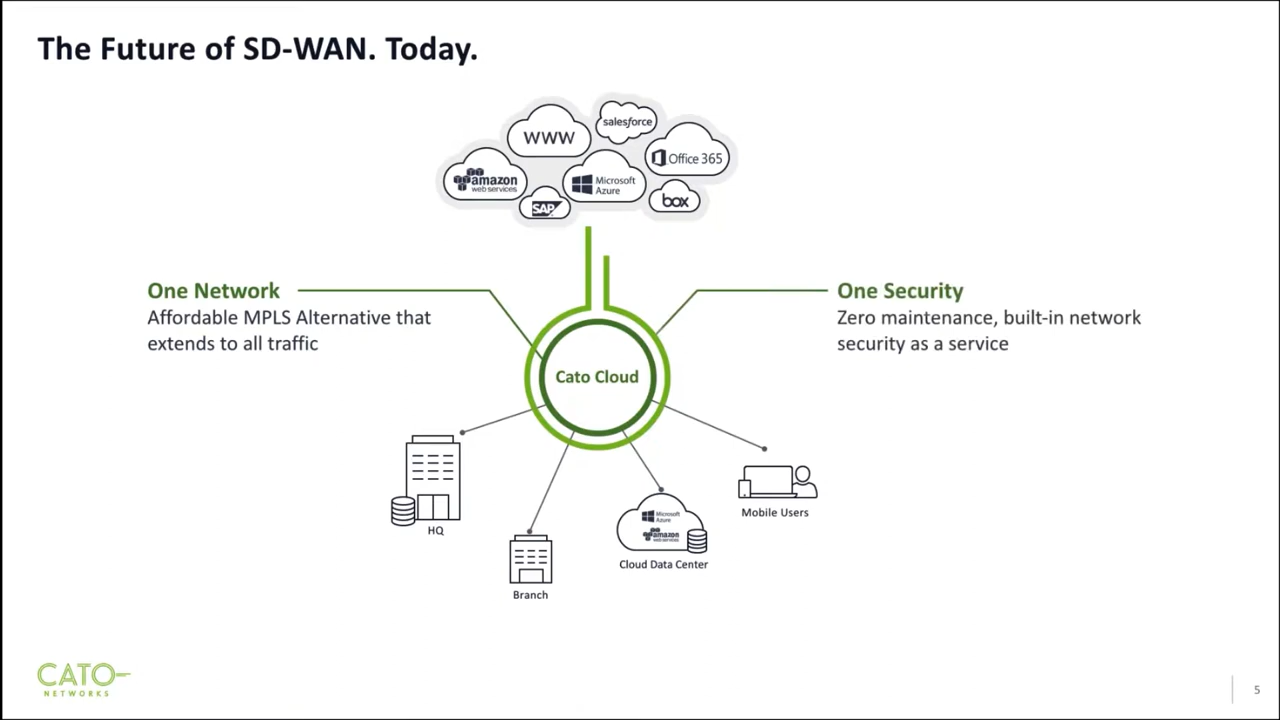 The Future of SD-WAN. Today.
WWW
salesforce
Office 365
amazon
web services
Microsoft
Azure
SAP
box
One Network
Affordable MPLS Alternative that
extends to all traffic
One Security
Zero maintenance, built-in network
security as a service
Cato Cloud
HQ
Branch
Microsoft
Azure
amazon
web services
Cloud Data Center
Mobile Users
CATO
NETWORKS
5